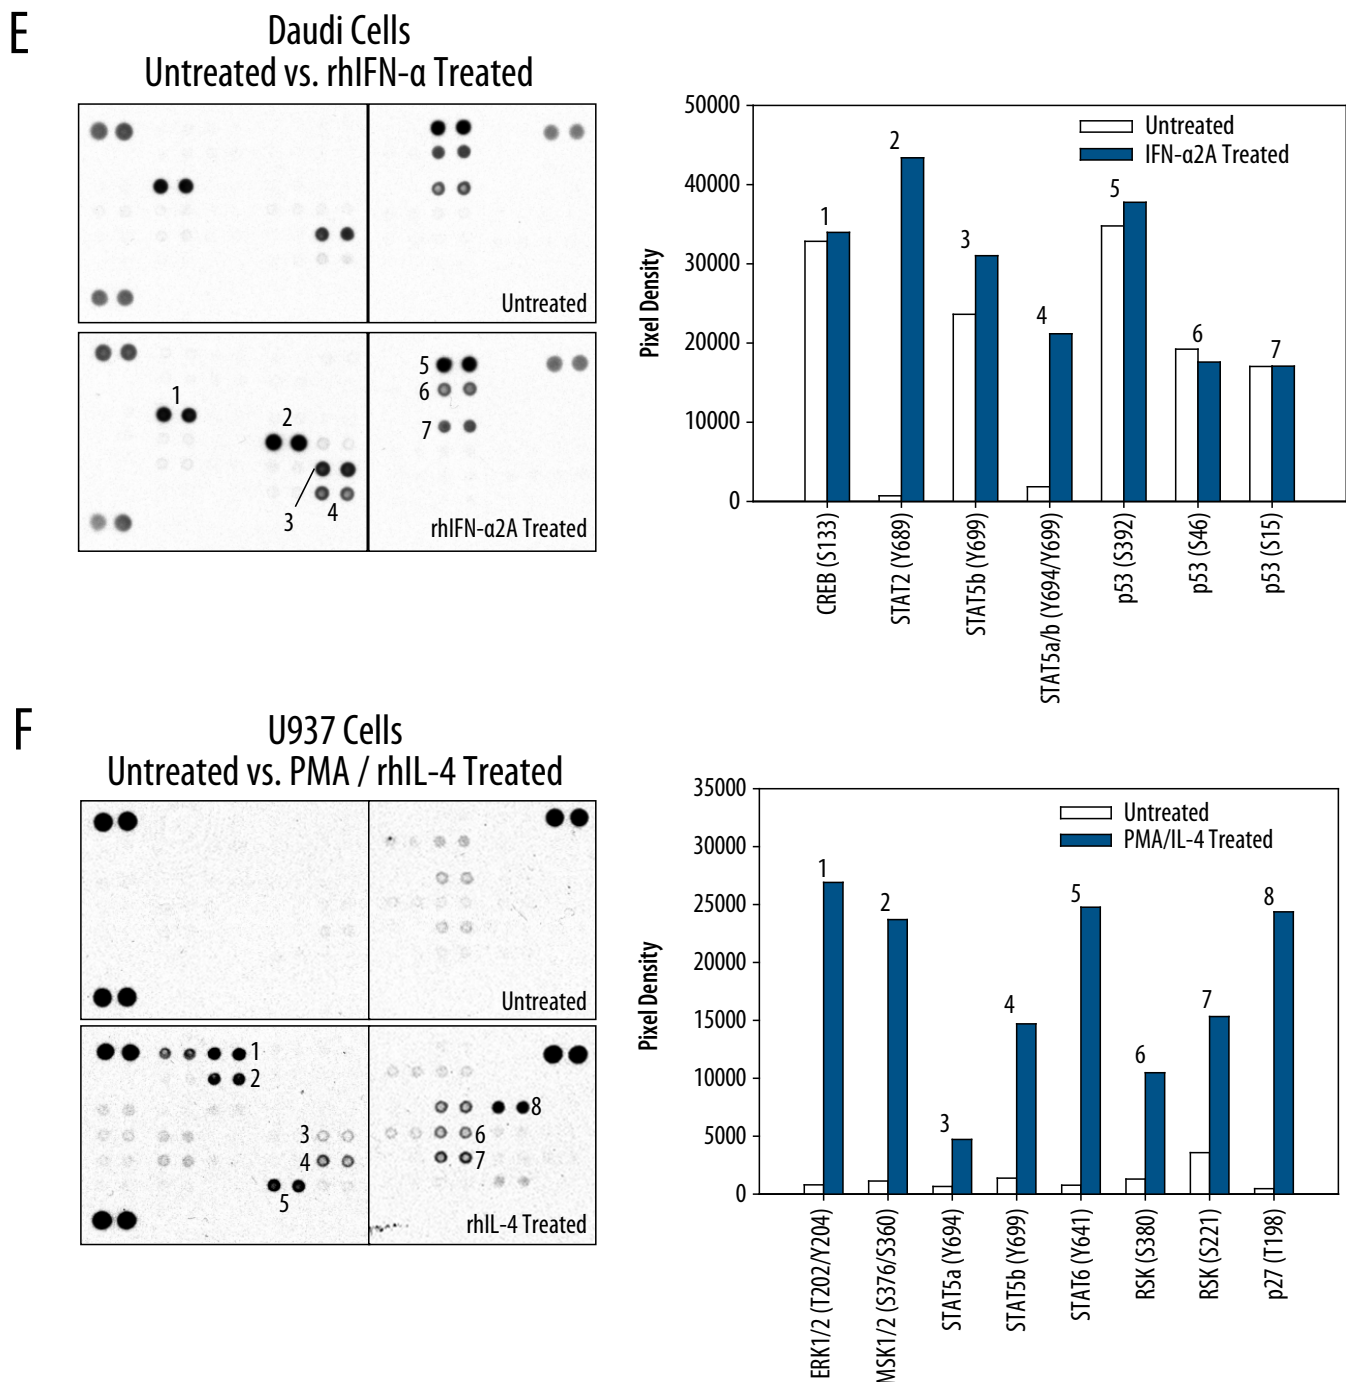 E
Daudi Cells
Untreated vs. rhIFN-α Treated
Untreated
1
2
3
4
5
6
7
rhIFN-α2A Treated
50000
40000
30000
20000
10000
0
Pixel Density
Untreated
IFN-α2A Treated
1
2
3
4
5
6
7
CREB (S133)
STAT2 (Y689)
STAT5b (Y699)
STAT5a/b (Y694/Y699)
p53 (S392)
p53 (S46)
p53 (S15)
F
U937 Cells
Untreated vs. PMA / rhIL-4 Treated
Untreated
1
2
3
4
5
8
6
7
rhIL-4 Treated
35000
30000
25000
20000
15000
10000
5000
0
Pixel Density
Untreated
PMA/IL-4 Treated
1
2
3
4
5
6
7
8
ERK1/2 (T202/Y204)
MSK1/2 (S376/S360)
STAT5a (Y694)
STAT5b (Y699)
STAT6 (Y641)
RSK (S380)
RSK (S221)
p27 (T198)